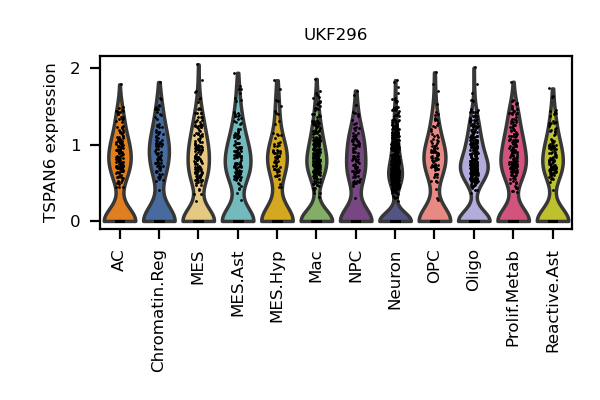 UKF296
TSPAN6 expression
2
1
0
AC
Chromatin.Reg
MES
MES.Ast
MES.Hyp
Mac
NPC
Neuron
OPC
Oligo
Prolif.Metab
Reactive.Ast